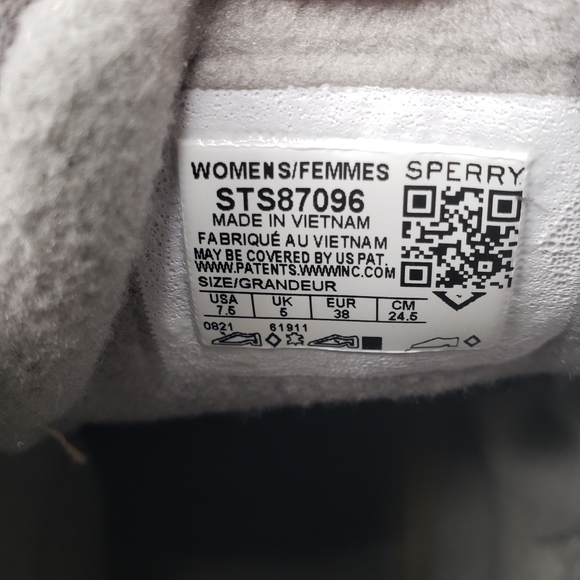 WOMENS/FEMMES SPERRY
STS87096
MADE IN VIETNAM
FABRIQUÉ AU VIETNAM
MAY BE COVERED BY US PAT.
WWW.PATENTS.WWWINC.COM
SIZE/GRANDEUR
USA UK EUR CM
7.5 5 38 24.5
0821 61911